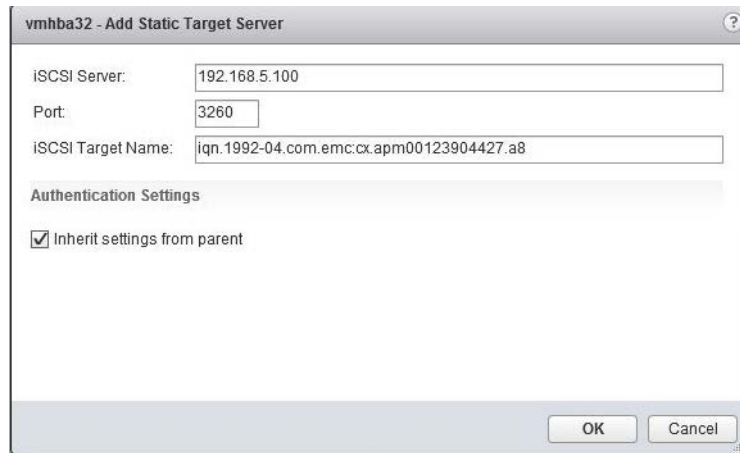 vmhba32 - Add Static Target Server
?
iSCSI Server: 192.168.5.100
Port: 3260
iSCSI Target Name: iqn.1992-04.com.emc:cx.apm00123904427.a8
Authentication Settings
Inherit settings from parent
OK Cancel